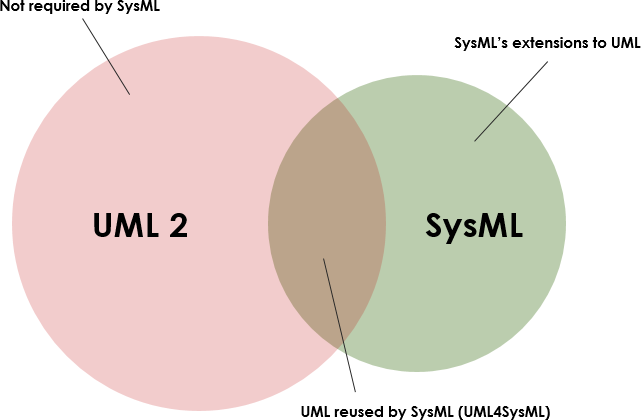 Not required by SysML
SysML's extensions to UML
UML 2
SysML
UML reused by SysML (UML4SysML)